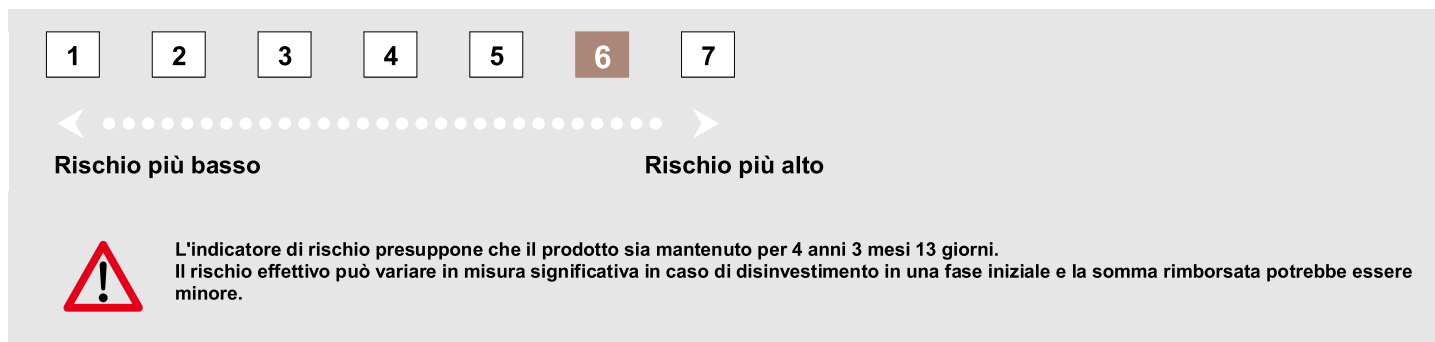 1 2 3 4 5 6 7
Rischio più basso Rischio più alto
L'indicatore di rischio presuppone che il prodotto sia mantenuto per 4 anni 3 mesi 13 giorni.
Il rischio effettivo può variare in misura significativa in caso di disinvestimento in una fase iniziale e la somma rimborsata potrebbe essere
minore.